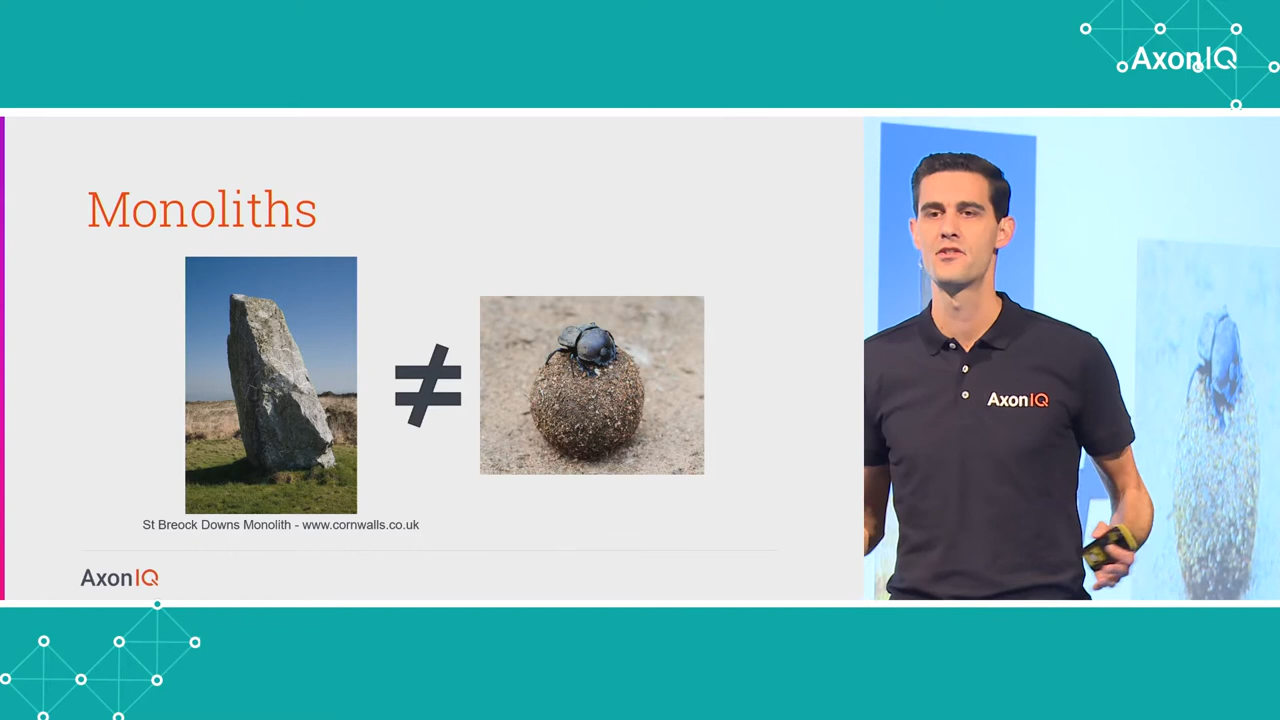 AxonIQ
Monoliths
≠
St Breock Downs Monolith - www.cornwalls.co.uk
AxonIQ
AxonIQ